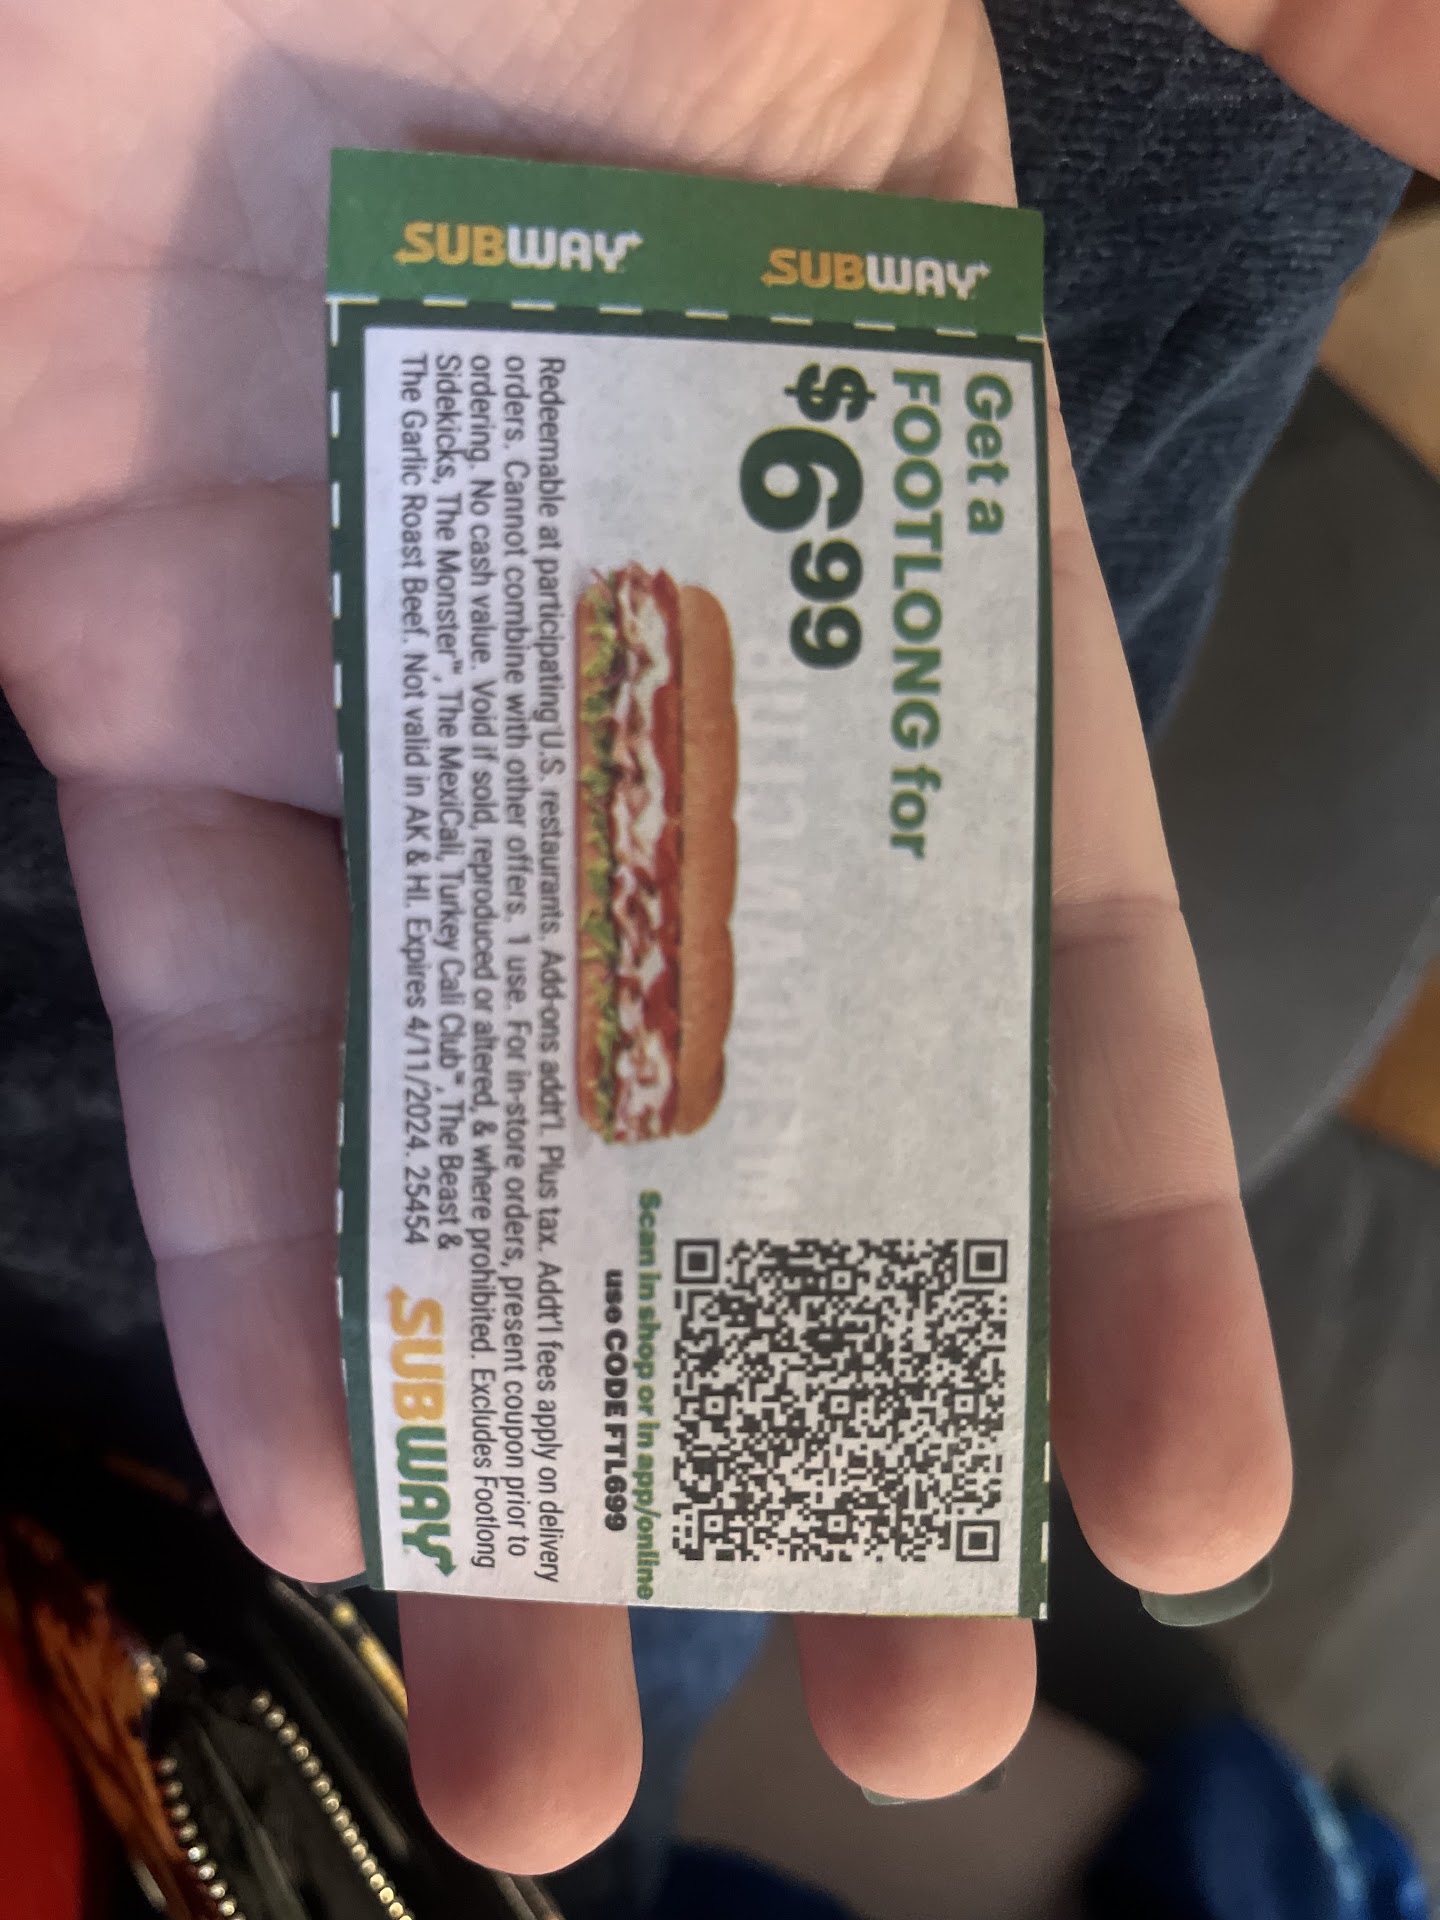 SUBWAY
SUBWAY
Get a
FOOTLONG for
$6.99
Scan in shop or in app/online
use CODE FTL699
Redeemable at participating U.S. restaurants. Add-ons addt'l. Plus tax. Addt'l fees apply on delivery
orders. Cannot combine with other offers. 1 use. For in-store orders, present coupon prior to
ordering. No cash value. Void if sold, reproduced or altered, & where prohibited. Excludes Footlong
Sidekicks, The Monster™, The MexiCali, Turkey Cali Club™, The Beast &
The Garlic Roast Beef. Not valid in AK & HI. Expires 4/11/2024. 25454
SUBWAY